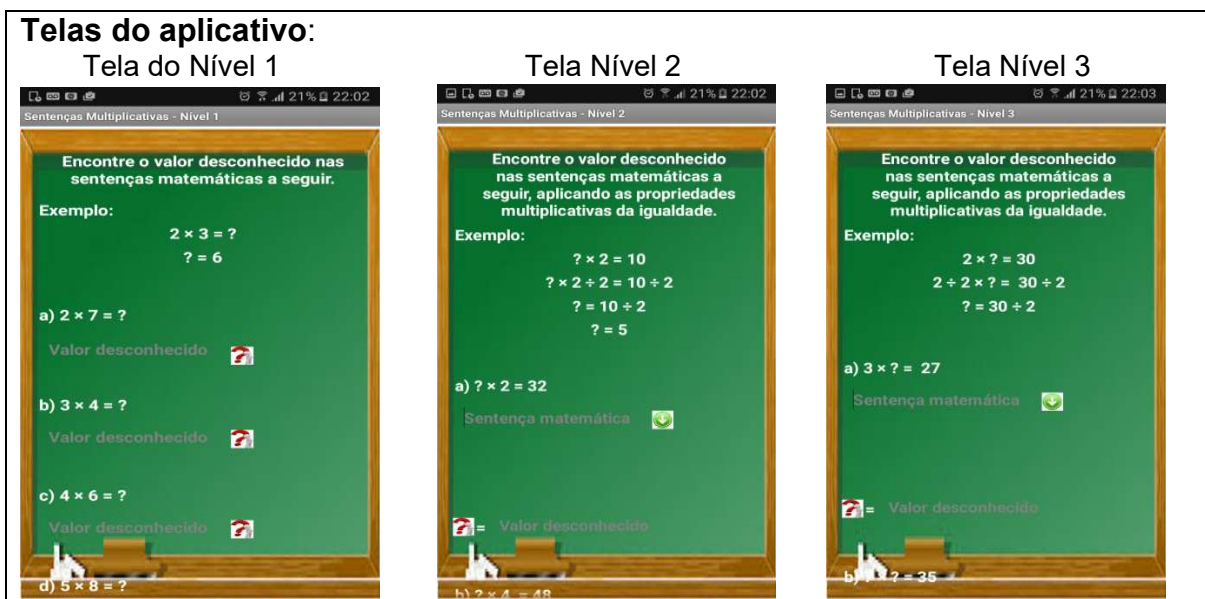 Telas do aplicativo:
Tela do Nível 1
21% 22:02
Sentenças Multiplicativas - Nível 1
Encontre o valor desconhecido nas
sentenças matemáticas a seguir.
Exemplo:
2 × 3 = ?
? = 6
a) 2 × 7 = ?
Valor desconhecido
b) 3 × 4 = ?
Valor desconhecido
c) 4 × 6 = ?
Valor desconhecido
d) 5 × 8 = ?
Tela Nível 2
21% 22:02
Sentenças Multiplicativas - Nível 2
Encontre o valor desconhecido
nas sentenças matemáticas a
seguir, aplicando as propriedades
multiplicativas da igualdade.
Exemplo:
? × 2 = 10
? × 2 ÷ 2 = 10 ÷ 2
? = 10 ÷ 2
? = 5
a) ? × 2 = 32
Sentença matemática
? = Valor desconhecido
b) ? × 4 = 48
Tela Nível 3
21% 22:03
Sentenças Multiplicativas - Nível 3
Encontre o valor desconhecido
nas sentenças matemáticas a
seguir, aplicando as propriedades
multiplicativas da igualdade.
Exemplo:
2 × ? = 30
2 ÷ 2 × ? = 30 ÷ 2
? = 30 ÷ 2
a) 3 × ? = 27
Sentença matemática
? = Valor desconhecido
b) ? = 35